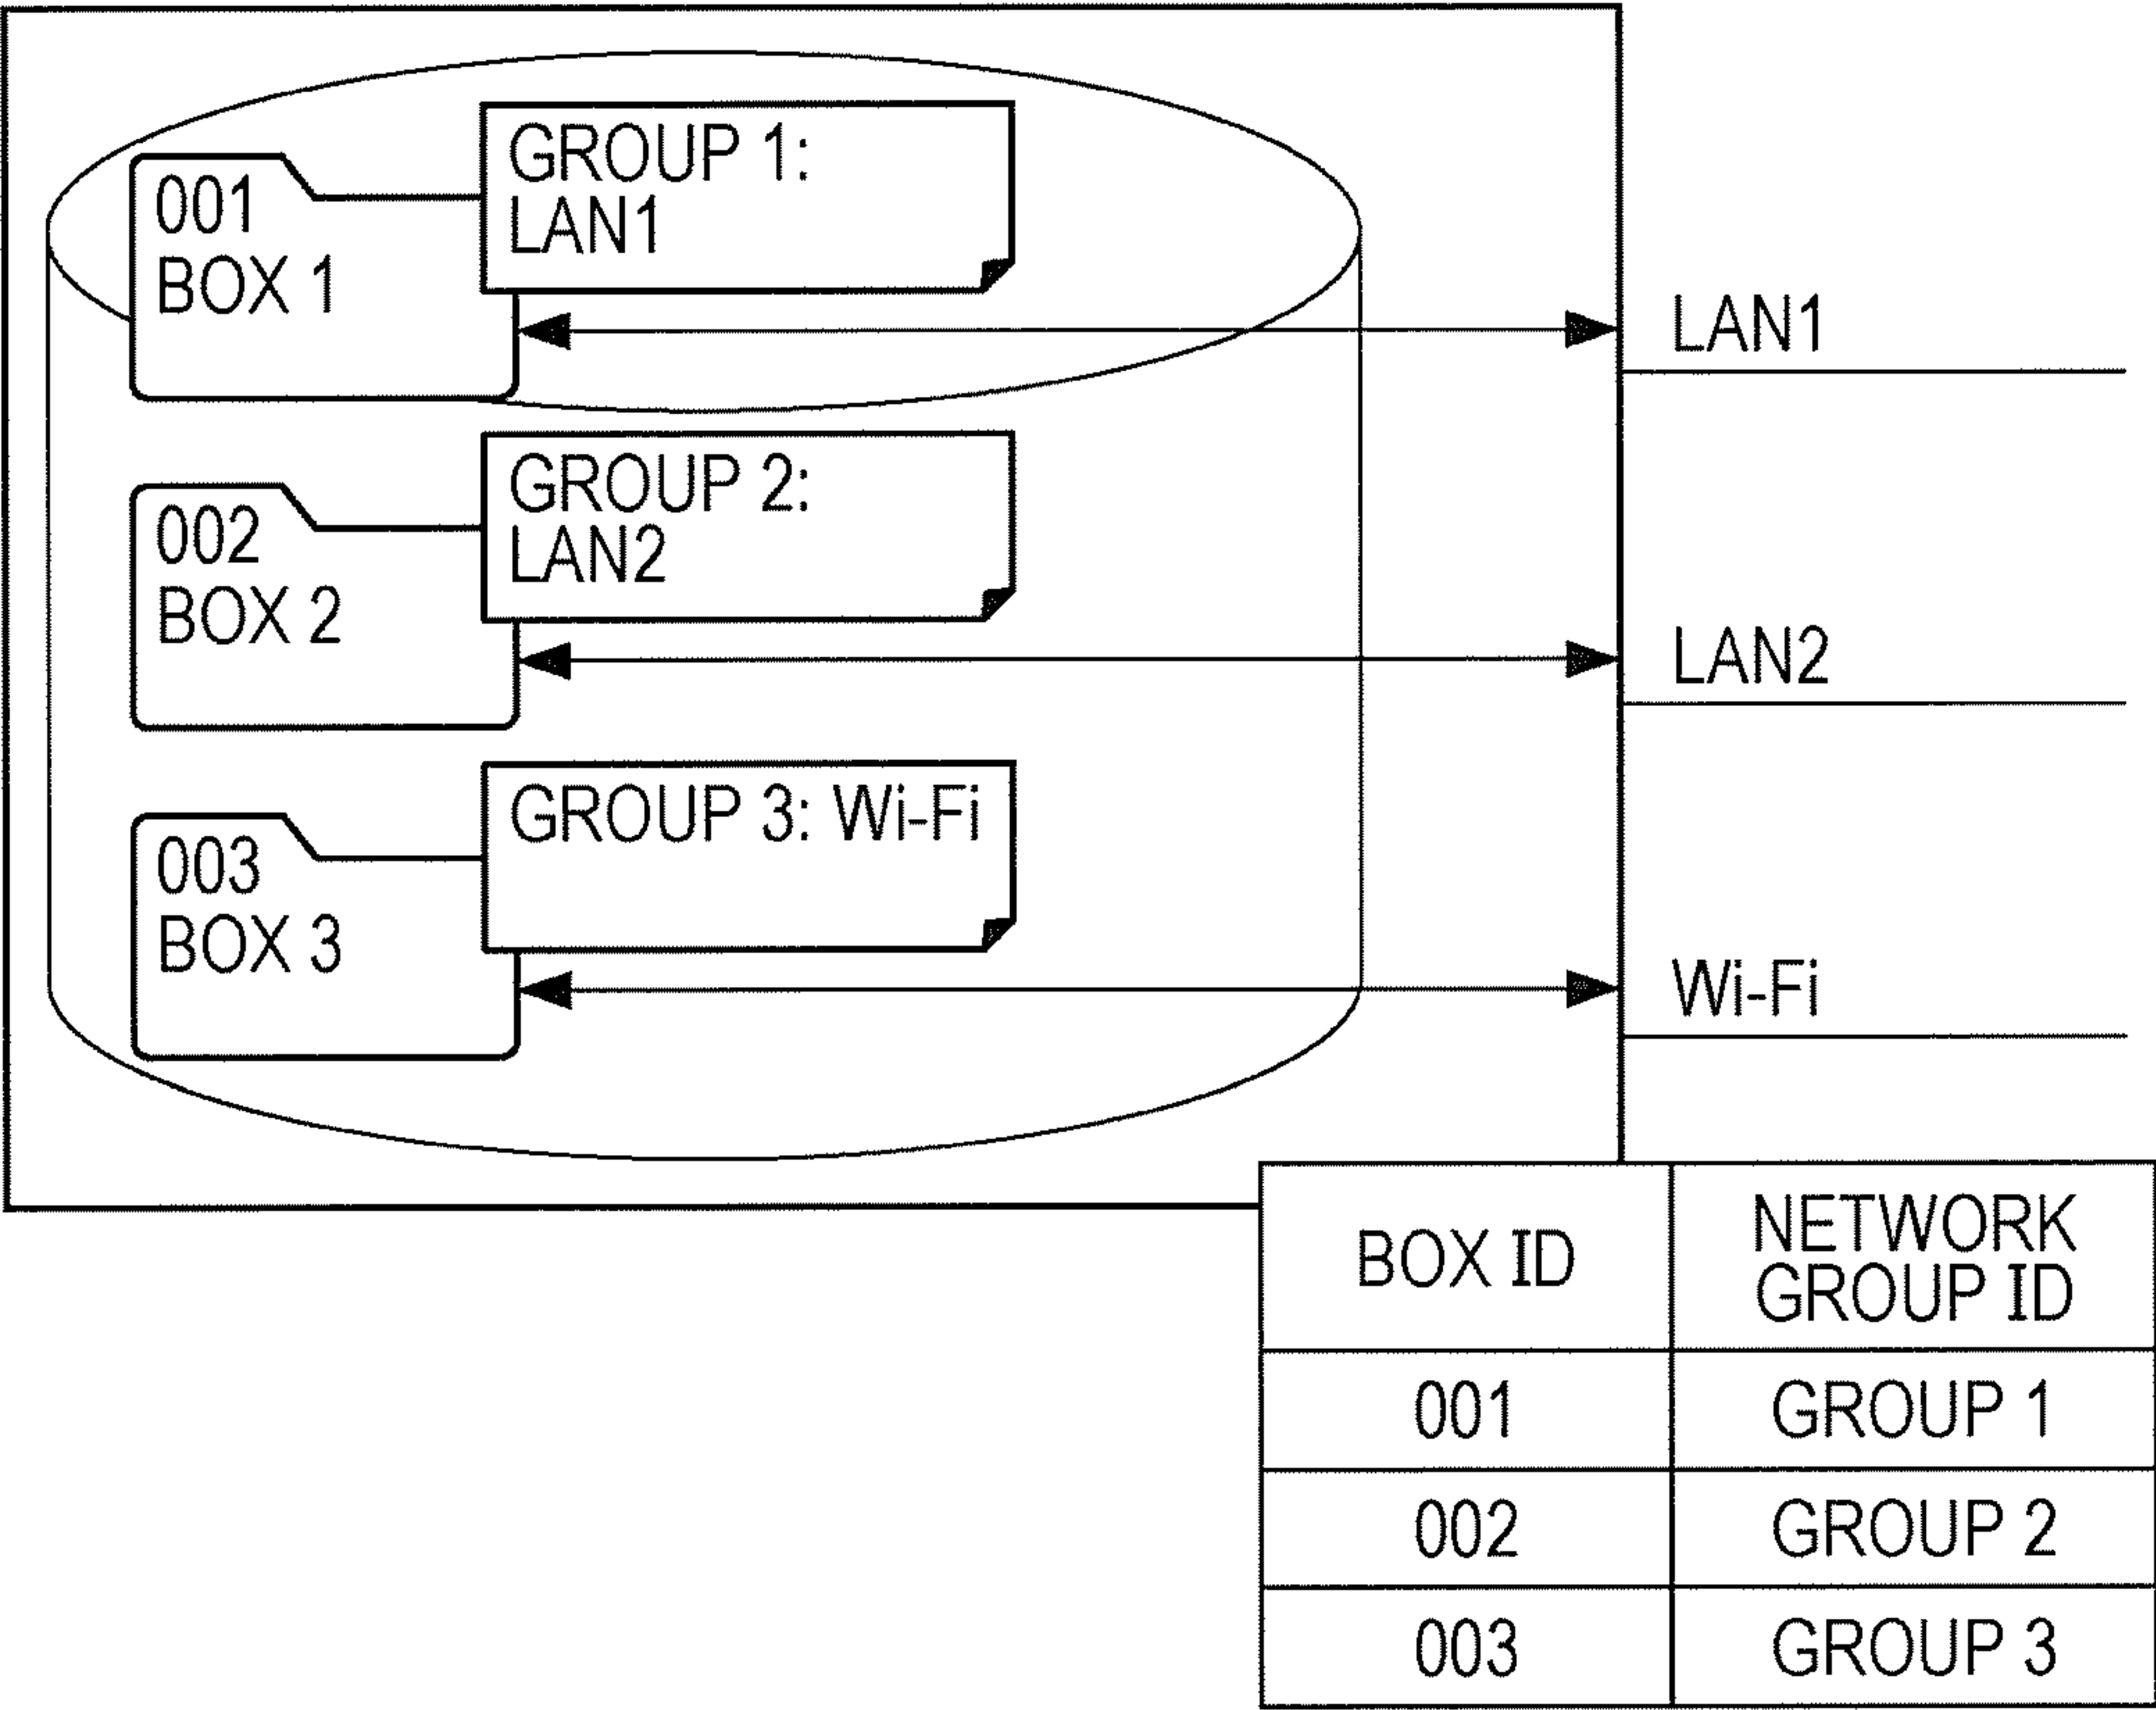 001
BOX 1
GROUP 1:
LAN1
LAN1
002
BOX 2
GROUP 2:
LAN2
LAN2
003
BOX 3
GROUP 3: Wi-Fi
Wi-Fi
BOX ID
NETWORK
GROUP ID
001
GROUP 1
002
GROUP 2
003
GROUP 3